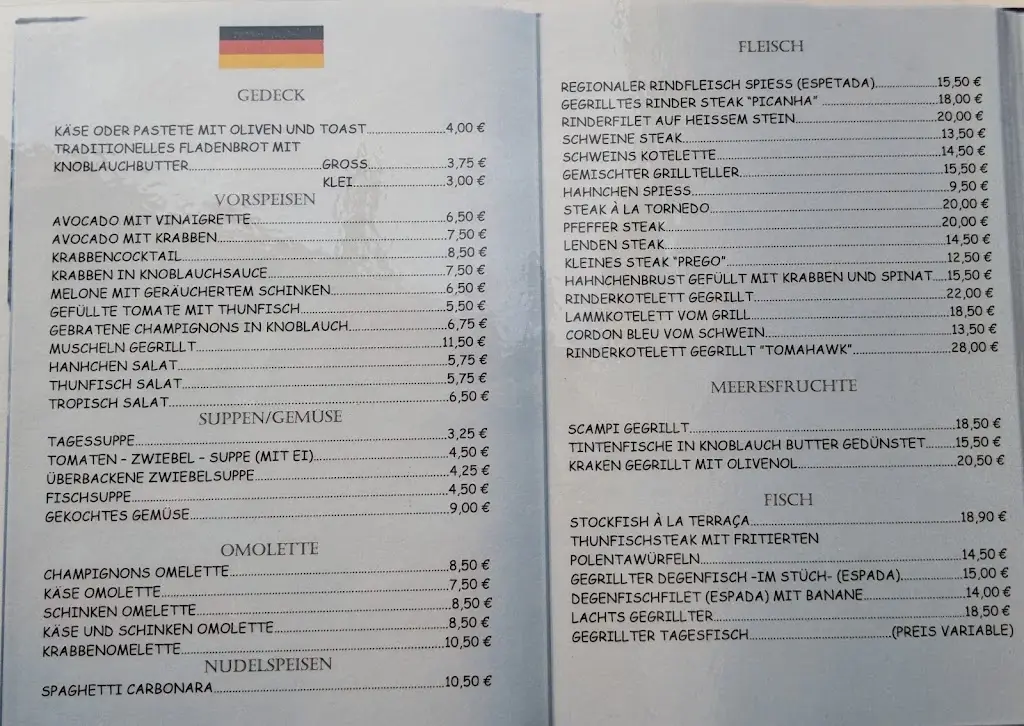 GEDECK
KÄSE ODER PASTETE MIT OLIVEN UND TOAST....4,00 €
TRADITIONELLES FLADENBROT MIT
KNOBLAUCHBUTTER....GROSS....3,75 €
KLEI....3,00 €
VORSPEISEN
AVOCADO MIT VINAIGRETTE....6,50 €
AVOCADO MIT KRABBEN....7,50 €
KRABBENCOCKTAIL....8,50 €
KRABBEN IN KNOBLAUCHSAUCE....7,50 €
MELONE MIT GERÄUCHERTEM SCHINKEN....6,50 €
GEFÜLLTE TOMATE MIT THUNFISCH....5,50 €
GEBRATENE CHAMPIGNONS IN KNOBLAUCH....6,75 €
MUSCHELN GEGRILLT....11,50 €
HANHCHEN SALAT....5,75 €
THUNFISCH SALAT....5,75 €
TROPISCH SALAT....6,50 €
SUPPEN/GEMÜSE
TAGESSUPPE....3,25 €
TOMATEN – ZWIEBEL – SUPPE (MIT EI)....4,50 €
ÜBERBACKENE ZWIEBELSUPPE....4,25 €
FISCHSUPPE....4,50 €
GEKOCHTES GEMÜSE....9,00 €
OMOLETTE
CHAMPIGNONS OMELETTE....8,50 €
KÄSE OMOLETTE....7,50 €
SCHINKEN OMELETTE....8,50 €
KÄSE UND SCHINKEN OMOLETTE....8,50 €
KRABBENOMELETTE....10,50 €
NUDELSPEISEN
SPAGHETTI CARBONARA....10,50 €
FLEISCH
REGIONALER RINDFLEISCH SPIESS (ESPETADA)....15,50 €
GEGRILLTES RINDER STEAK "PICANHA" ....18,00 €
RINDERFILET AUF HEISSEM STEIN....20,00 €
SCHWEINE STEAK....13,50 €
SCHWEINS KOTELETTE....14,50 €
GEMISCHTER GRILLTELLER....15,50 €
HAHNCHEN SPIESS....9,50 €
STEAK À LA TORNEDO....20,00 €
PFEFFER STEAK....20,00 €
LENDEN STEAK....14,50 €
KLEINES STEAK "PREGO"....12,50 €
HAHNCHENBRUST GEFÜLLT MIT KRABBEN UND SPINAT....15,50 €
RINDERKOTELETT GEGRILLT....22,00 €
LAMMKOTELETT VOM GRILL....18,50 €
CORDON BLEU VOM SCHWEIN....13,50 €
RINDERKOTELETT GEGRILLT "TOMAHAWK"....28,00 €
MEERESFRUCHTE
SCAMPI GEGRILLT....18,50 €
TINTENFISCHE IN KNOBLAUCH BUTTER GEDÜNSTET....15,50 €
KRAKEN GEGRILLT MIT OLIVENOL....20,50 €
FISCH
STOCKFISH À LA TERRAÇA....18,90 €
THUNFISCHSTEAK MIT FRITIERTEN
POLENTAWÜRFELN....14,50 €
GEGRILLTER DEGENFISCH -IM STÜCH- (ESPADA)....15,00 €
DEGENFISCHFILET (ESPADA) MIT BANANE....14,00 €
LACHTS GEGRILLTER....18,50 €
GEGRILLTER TAGESFISCH....(PREIS VARIABLE)